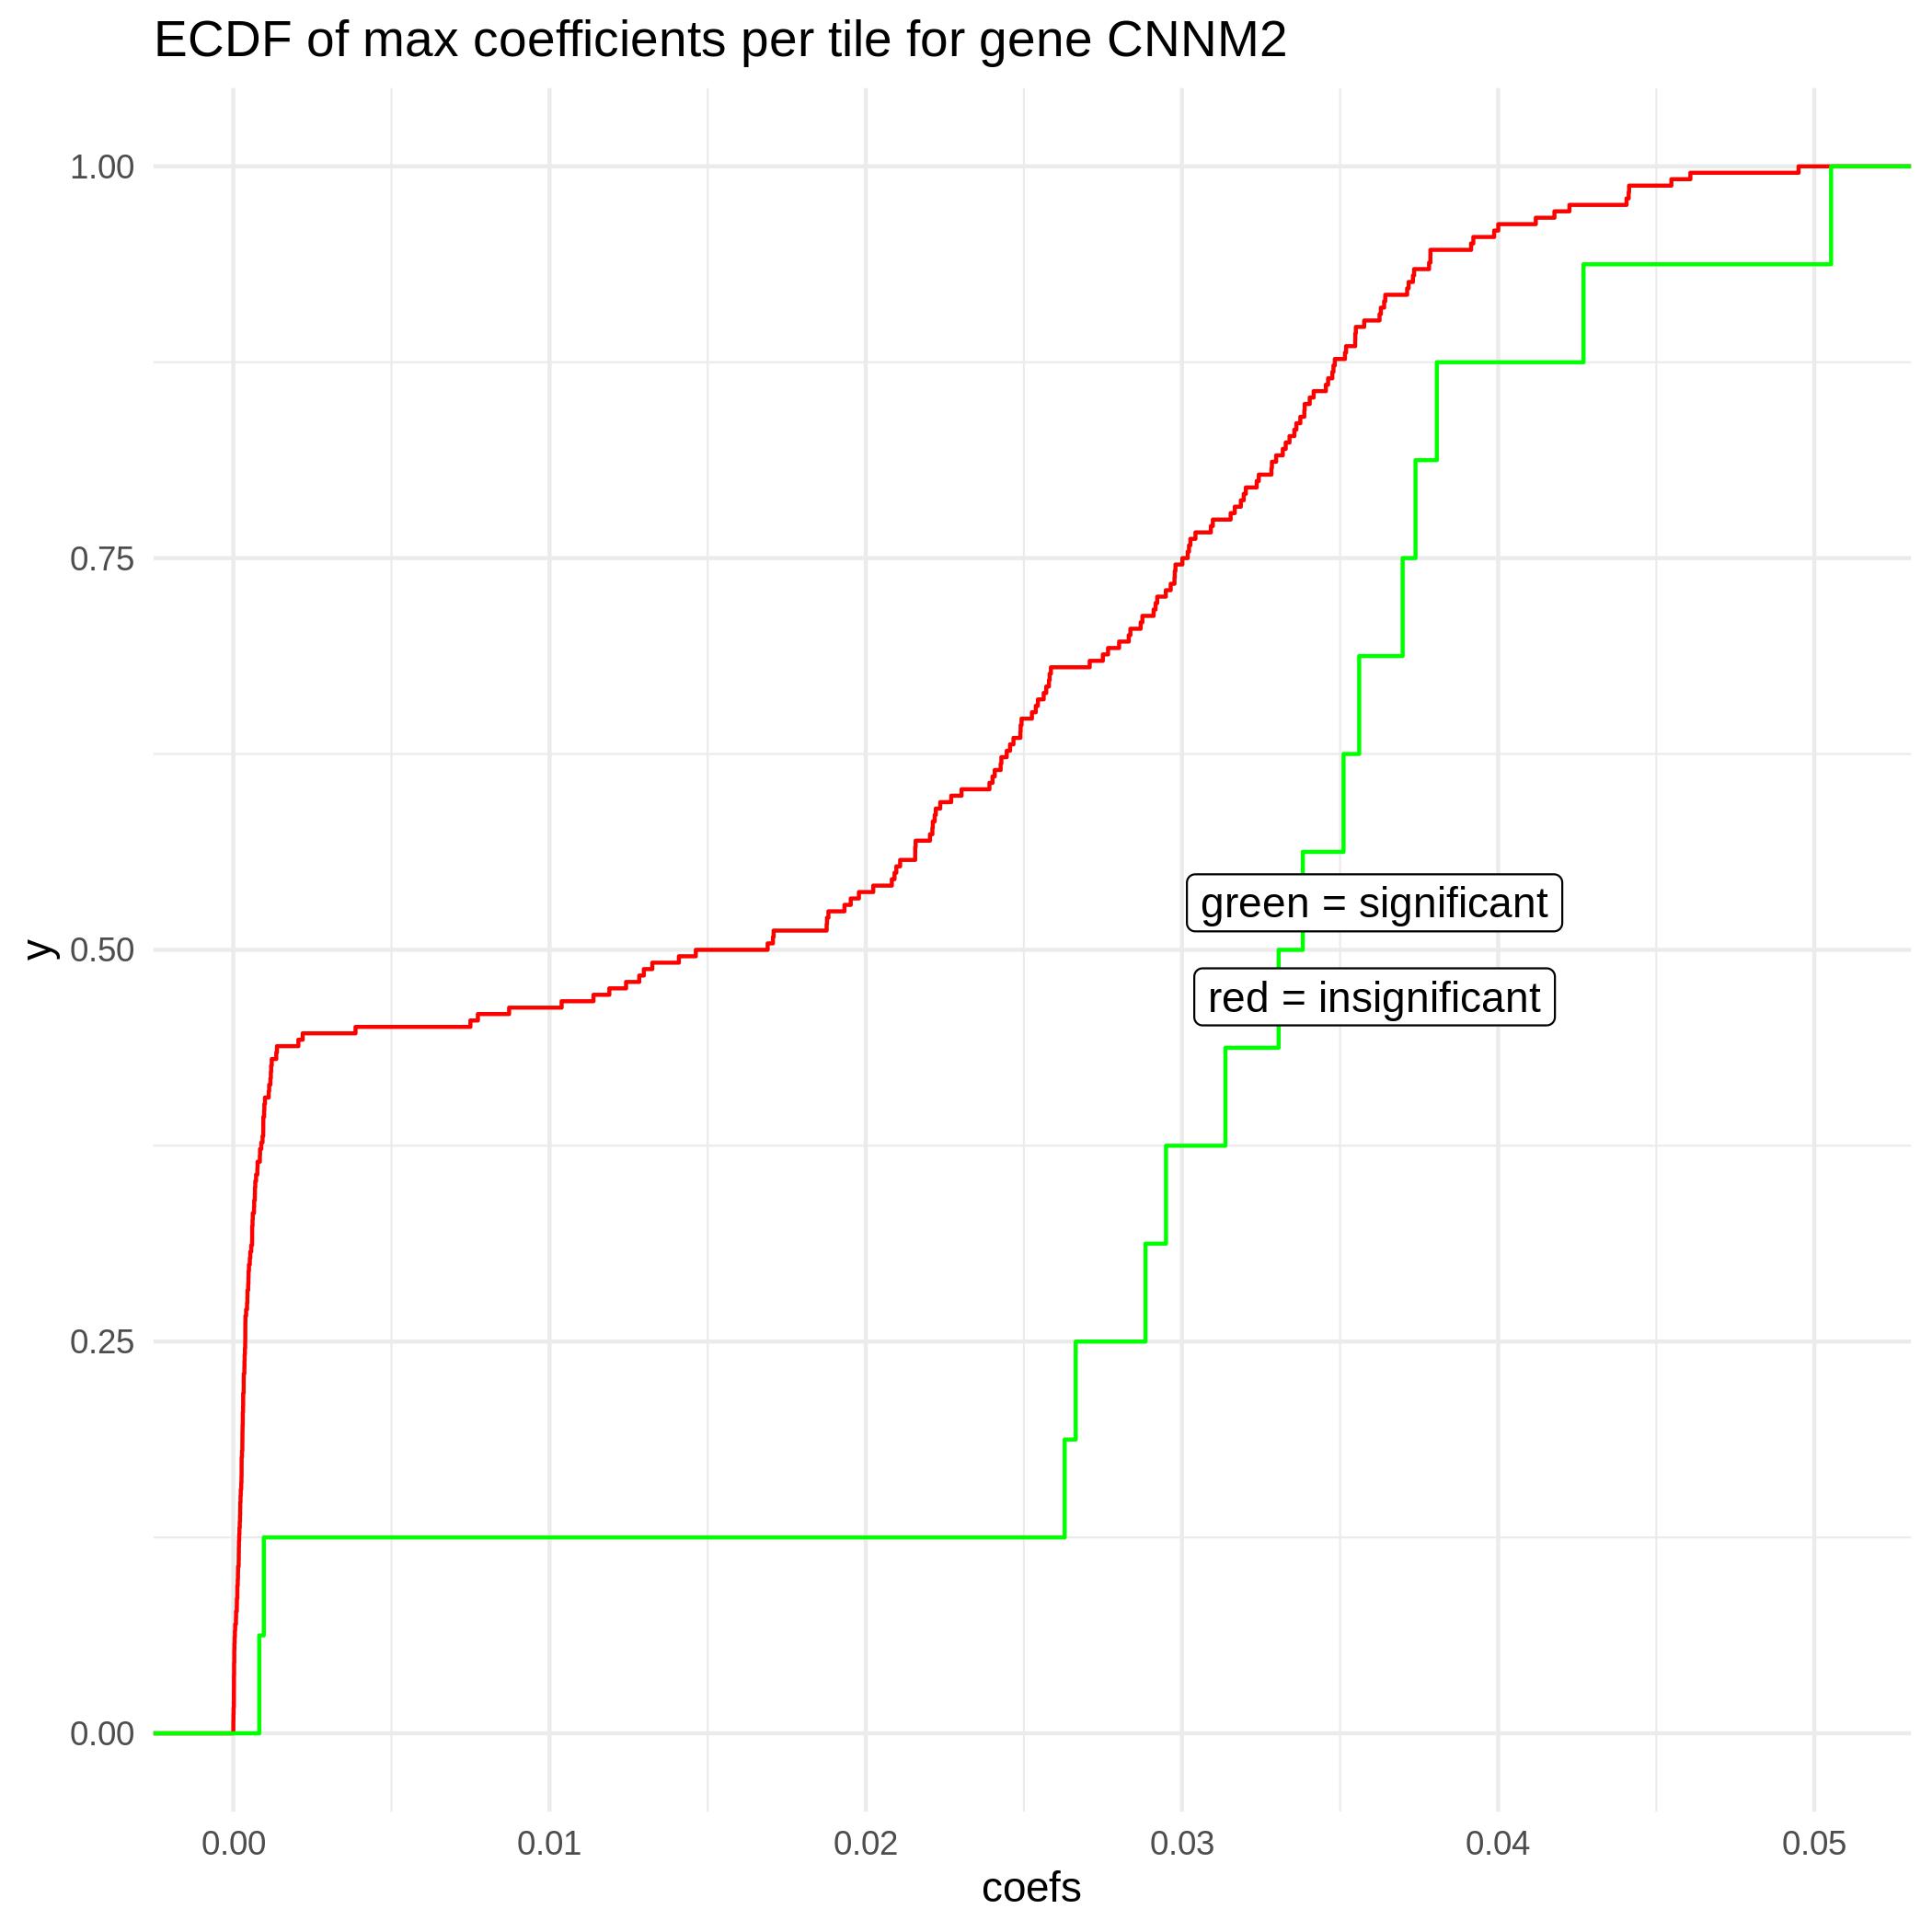 ECDF of max coefficients per tile for gene CNNM2
1.00
0.75
green = significant
y
0.50
red = insignificant
0.25
0.00
0.00 0.01 0.02 0.03 0.04 0.05
coefs